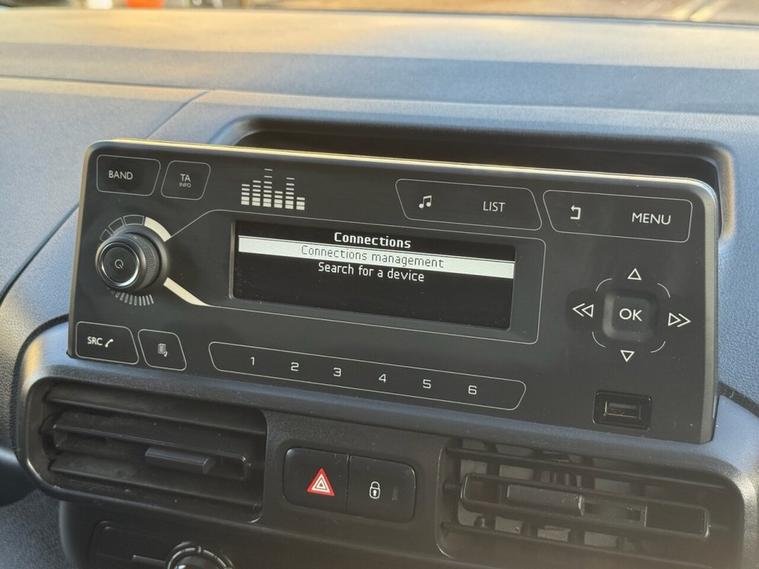 BAND
TA
INFO
LIST
MENU
Connections
Connections management
Search for a device
OK
SRC
1 2 3 4 5 6